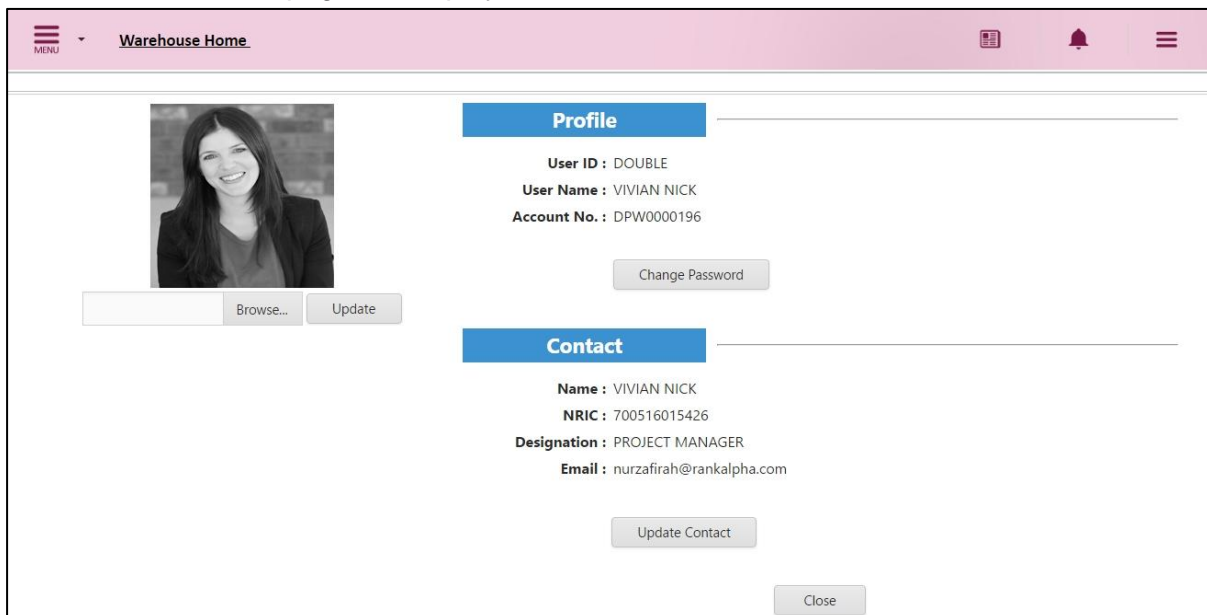 MENU
Warehouse Home
Profile
User ID : DOUBLE
User Name : VIVIAN NICK
Account No. : DPW0000196
Change Password
Browse... Update
Contact
Name : VIVIAN NICK
NRIC : 700516015426
Designation : PROJECT MANAGER
Email : nurzafirah@rankalpha.com
Update Contact
Close